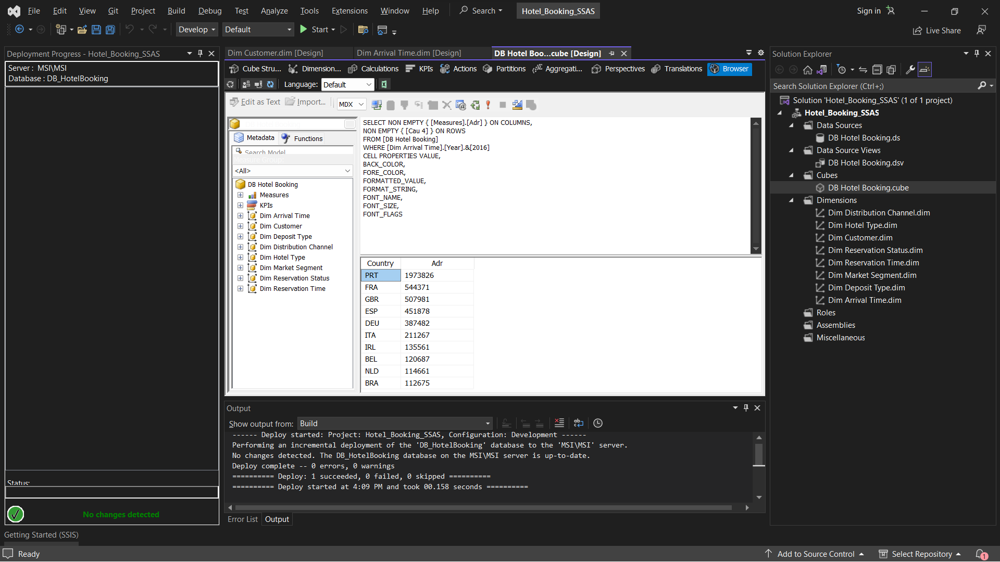 File Edit View Git Project Build Debug Test Analyze Tools Extensions Window Help Search Hotel_Booking_SSAS Sign in
Develop Default Start Live Share
Deployment Progress - Hotel_Booking_SSAS
Server : MSI\MSI
Database : DB_HotelBooking
Status:
No changes detected
Getting Started (SSIS)
Dim Customer.dim [Design] Dim Arrival Time.dim [Design] DB Hotel Boo...cube [Design]
Cube Stru... Dimension... Calculations KPIs Actions Partitions Aggregati... Perspectives Translations Browser
Language: Default
Edit as Text Import... MDX
Metadata Functions
Search Model
Measure Group:
<All>
DB Hotel Booking
Measures
KPIs
Dim Arrival Time
Dim Customer
Dim Deposit Type
Dim Distribution Channel
Dim Hotel Type
Dim Market Segment
Dim Reservation Status
Dim Reservation Time
SELECT NON EMPTY { [Measures].[Adr] } ON COLUMNS,
NON EMPTY { [Cau 4] } ON ROWS
FROM [DB Hotel Booking]
WHERE [Dim Arrival Time].[Year].&[2016]
CELL PROPERTIES VALUE,
BACK_COLOR,
FORE_COLOR,
FORMATTED_VALUE,
FORMAT_STRING,
FONT_NAME,
FONT_SIZE,
FONT_FLAGS
Country Adr
PRT 1973826
FRA 544371
GBR 507981
ESP 451878
DEU 387482
ITA 211267
IRL 135561
BEL 120687
NLD 114661
BRA 112675
Output
Show output from: Build
------ Deploy started: Project: Hotel_Booking_SSAS, Configuration: Development ------
Performing an incremental deployment of the 'DB_HotelBooking' database to the 'MSI\MSI' server.
No changes detected. The DB_HotelBooking database on the MSI\MSI server is up-to-date.
Deploy complete -- 0 errors, 0 warnings
========== Deploy: 1 succeeded, 0 failed, 0 skipped ==========
========== Deploy started at 4:09 PM and took 00.158 seconds ==========
Error List Output
Solution Explorer
Search Solution Explorer (Ctrl+;)
Solution 'Hotel_Booking_SSAS' (1 of 1 project)
Hotel_Booking_SSAS
Data Sources
DB Hotel Booking.ds
Data Source Views
DB Hotel Booking.dsv
Cubes
DB Hotel Booking.cube
Dimensions
Dim Distribution Channel.dim
Dim Hotel Type.dim
Dim Customer.dim
Dim Reservation Status.dim
Dim Reservation Time.dim
Dim Market Segment.dim
Dim Deposit Type.dim
Dim Arrival Time.dim
Roles
Assemblies
Miscellaneous
Ready Add to Source Control Select Repository 1